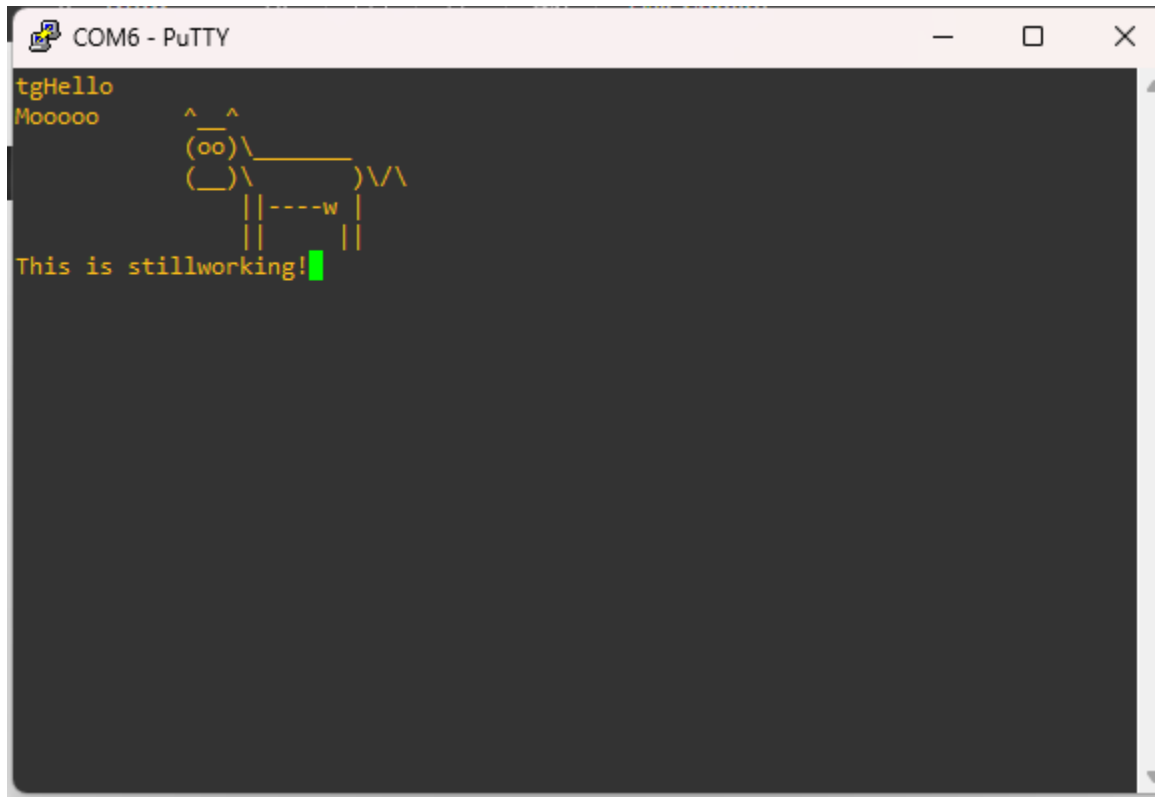 COM6 - PuTTY
tgHello
Mooooo         ^__^
                  (oo)\_______
                  (__)\          )\/\
                        ||----w |
                        ||        ||
This is stillworking!